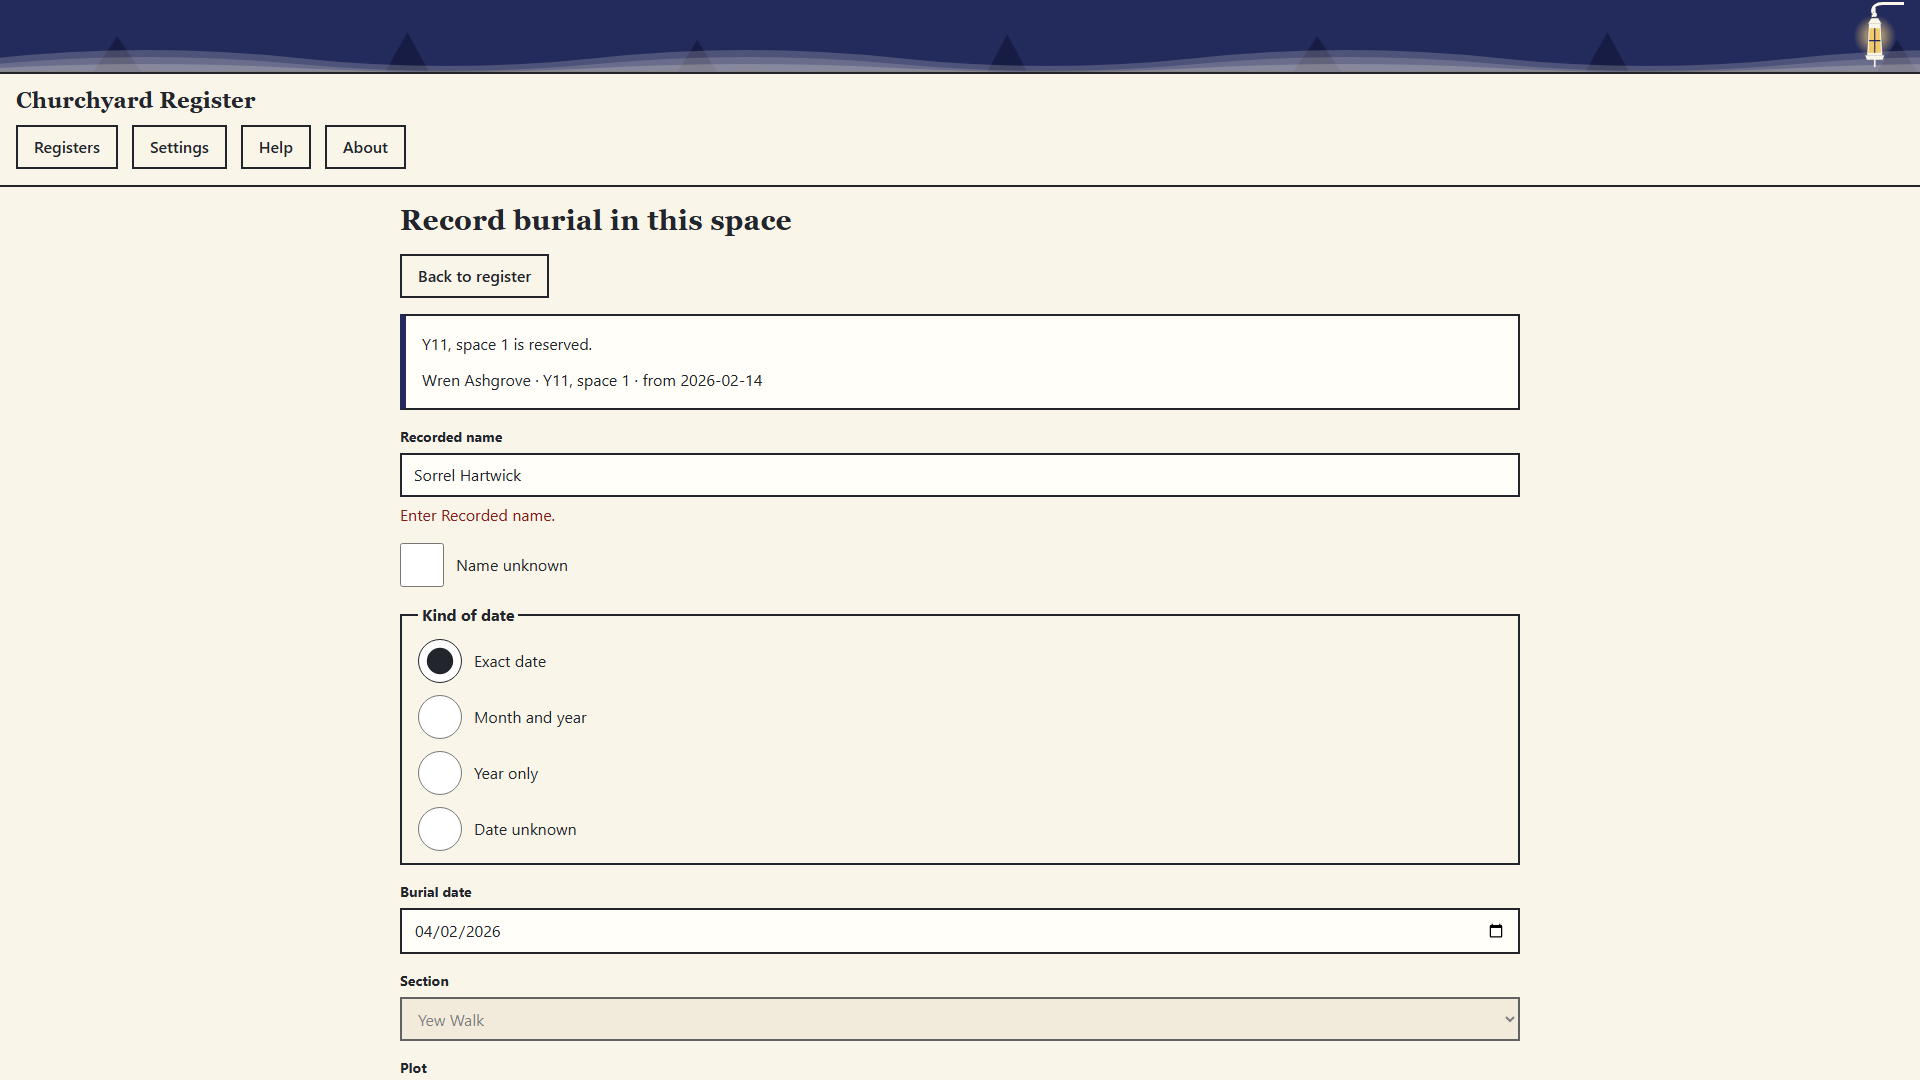 Churchyard Register
Registers Settings Help About
Record burial in this space
Back to register
Y11, space 1 is reserved.
Wren Ashgrove · Y11, space 1 · from 2026-02-14
Recorded name
Sorrel Hartwick
Enter Recorded name.
Name unknown
Kind of date
Exact date
Month and year
Year only
Date unknown
Burial date
04/02/2026
Section
Yew Walk
Plot